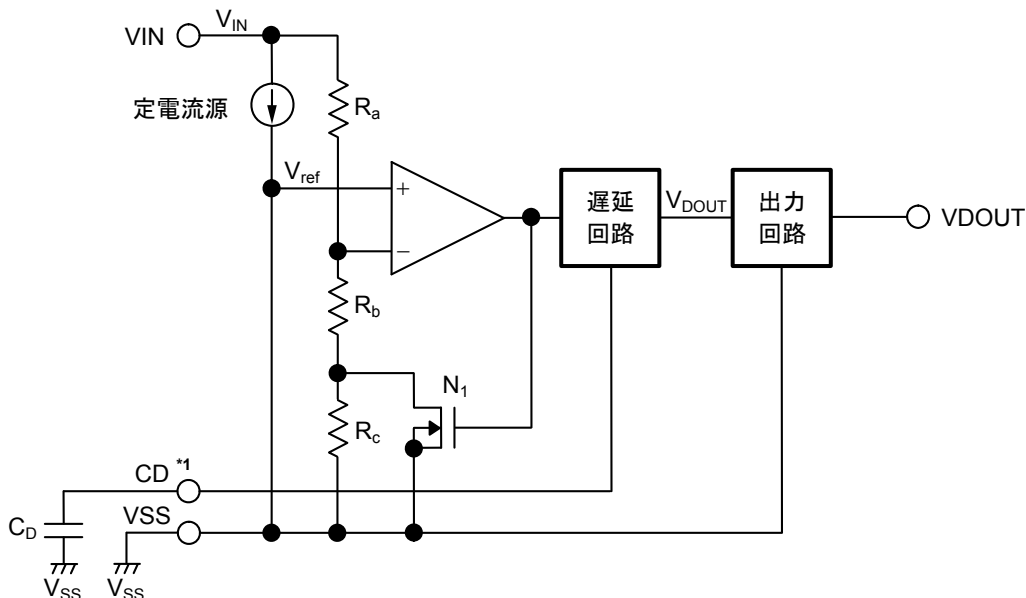 VIN
V_IN
定電流源
R_a
V_ref
+
−
遅延
回路
V_DOUT
出力
回路
VDOUT
R_b
N_1
R_c
CD *1
VSS
C_D
V_SS
V_SS